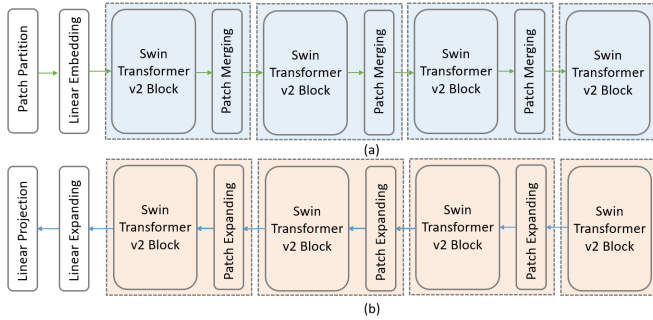 Patch Partition
Linear Embedding
Swin
Transformer
v2 Block
Patch Merging
Swin
Transformer
v2 Block
Patch Merging
Swin
Transformer
v2 Block
Patch Merging
Swin
Transformer
v2 Block
(a)
Linear Projection
Linear Expanding
Swin
Transformer
v2 Block
Patch Expanding
Swin
Transformer
v2 Block
Patch Expanding
Swin
Transformer
v2 Block
Patch Expanding
Swin
Transformer
v2 Block
(b)